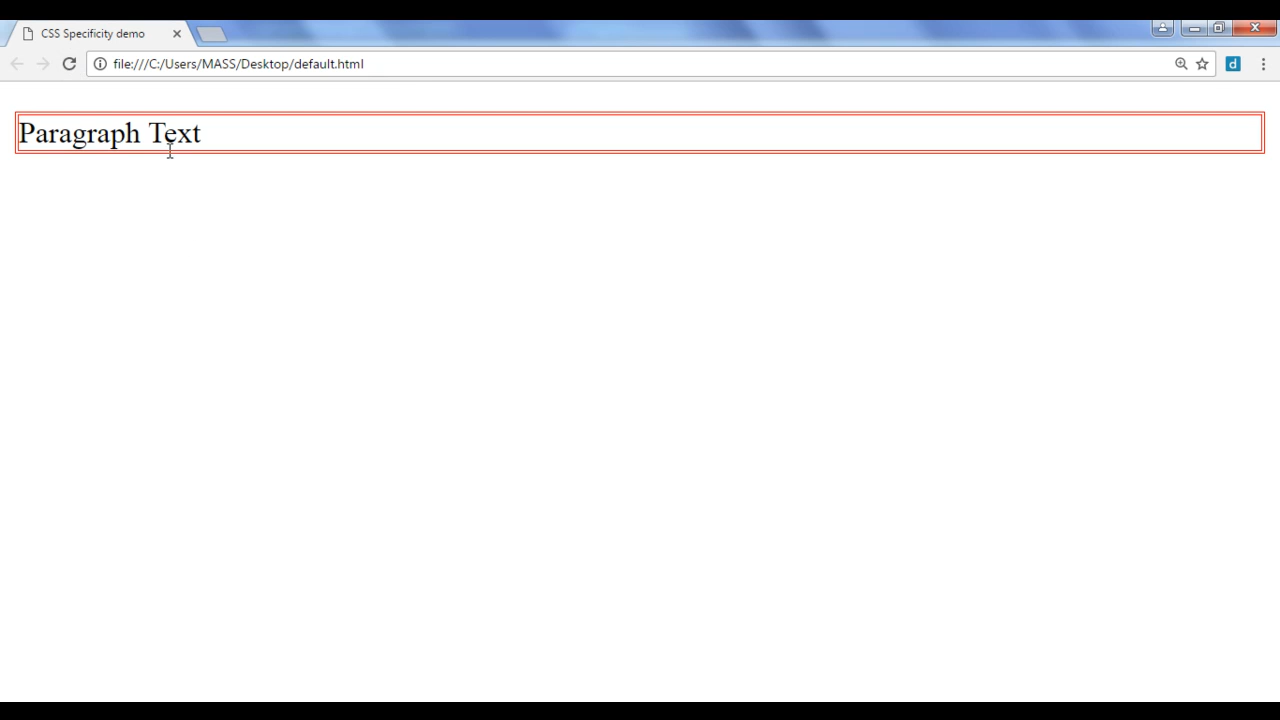 CSS Specificity demo
file:///C:/Users/MASS/Desktop/default.html
d
Paragraph Text